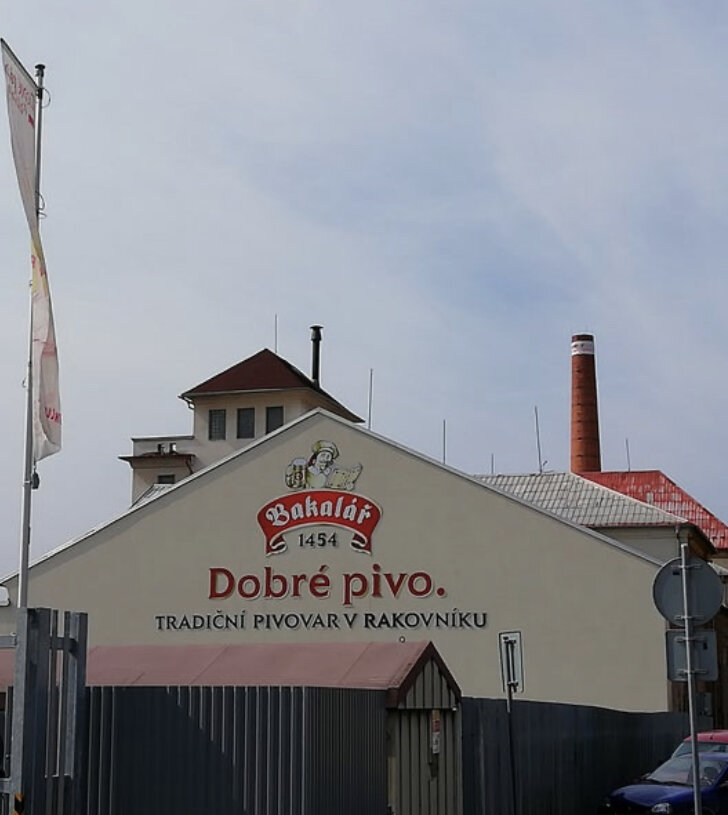 Bakalář
1454
Dobré pivo.
TRADIČNÍ PIVOVAR V RAKOVNÍKU